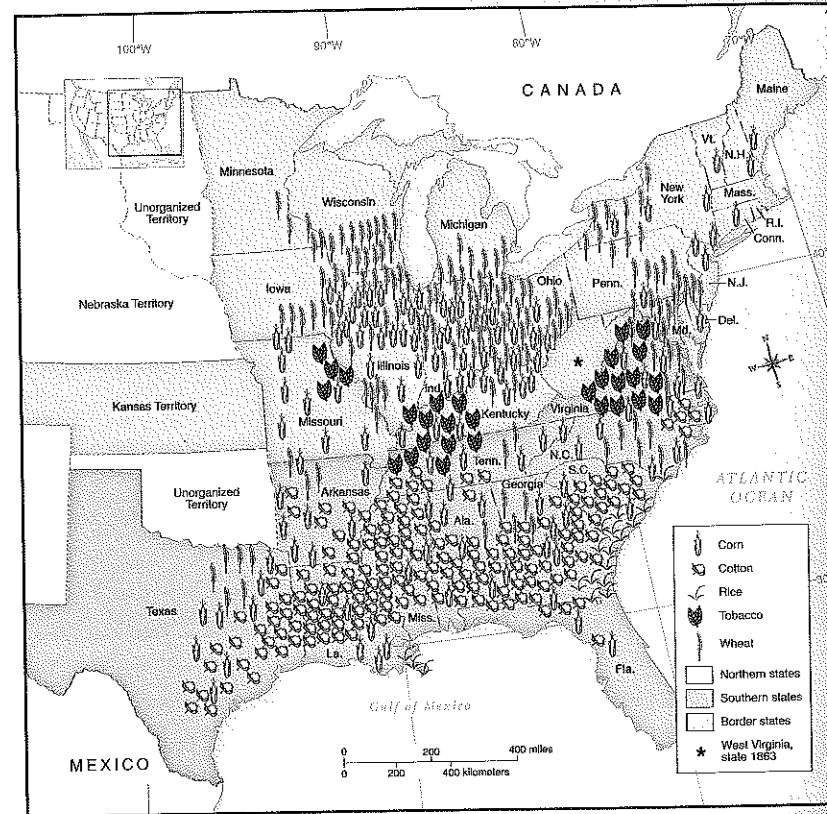 100°W
90°W
80°W
70°W
CANADA
Maine
Vt.
N.H.
Minnesota
Wisconsin
Michigan
New York
Mass.
R.I.
Conn.
Unorganized Territory
Nebraska Territory
Iowa
Ohio
Penn.
N.J.
Md.
Del.
Illinois
Ind.
Kansas Territory
Missouri
Kentucky
Virginia
Unorganized Territory
Arkansas
Tenn.
N.C.
S.C.
Georgia
Ala.
Texas
Miss.
La.
Fla.
ATLANTIC OCEAN
Gulf of Mexico
MEXICO
N
W
E
S
0 200 400 miles
0 200 400 kilometers
Corn
Cotton
Rice
Tobacco
Wheat
Northern states
Southern states
Border states
* West Virginia,
state 1863